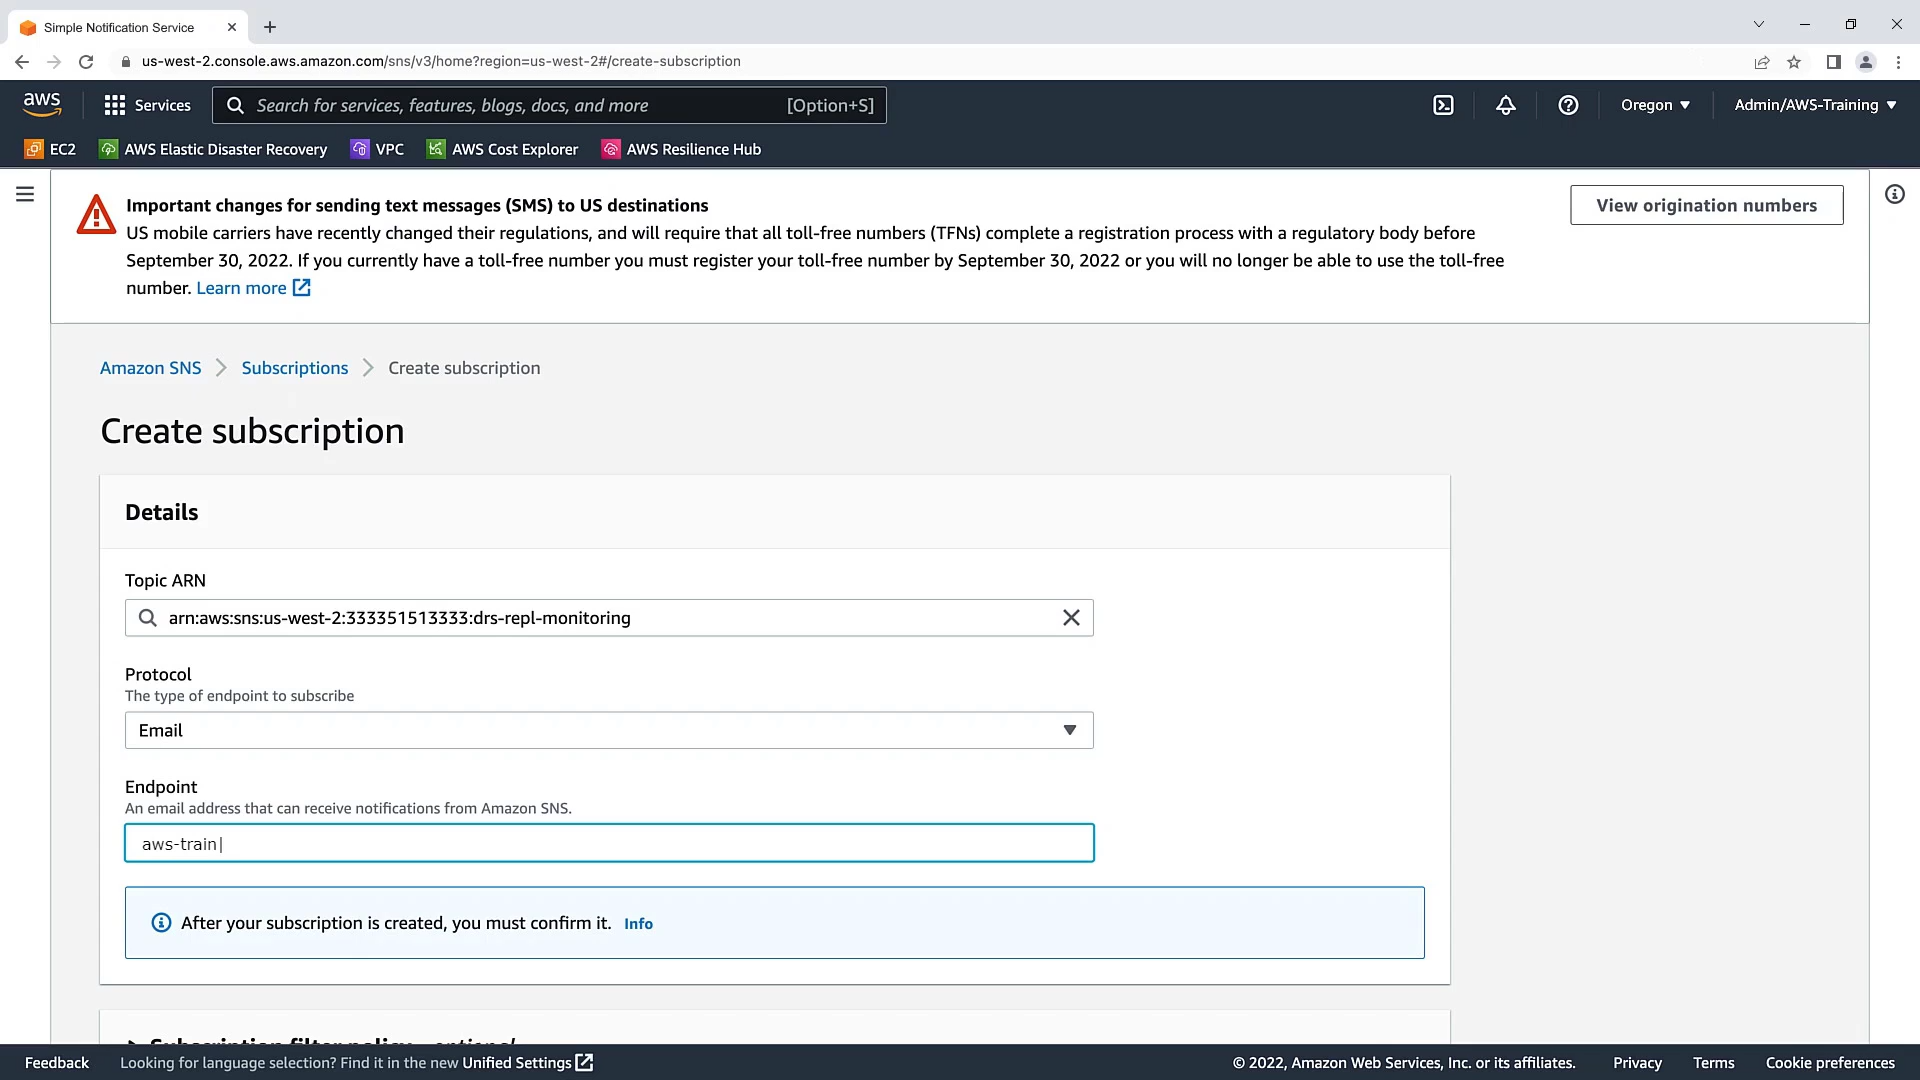 Simple Notification Service
us-west-2.console.aws.amazon.com/sns/v3/home?region=us-west-2#/create-subscription
aws
Services
Search for services, features, blogs, docs, and more
[Option+S]
Oregon
Admin/AWS-Training
EC2
AWS Elastic Disaster Recovery
VPC
AWS Cost Explorer
AWS Resilience Hub
Important changes for sending text messages (SMS) to US destinations
View origination numbers
US mobile carriers have recently changed their regulations, and will require that all toll-free numbers (TFNs) complete a registration process with a regulatory body before
September 30, 2022. If you currently have a toll-free number you must register your toll-free number by September 30, 2022 or you will no longer be able to use the toll-free
number. Learn more
Amazon SNS
Subscriptions
Create subscription
Create subscription
Details
Topic ARN
arn:aws:sns:us-west-2:333351513333:drs-repl-monitoring
Protocol
The type of endpoint to subscribe
Email
Endpoint
An email address that can receive notifications from Amazon SNS.
aws-train
After your subscription is created, you must confirm it. Info
Subscription filter policy - optional
Feedback
Looking for language selection? Find it in the new Unified Settings
© 2022, Amazon Web Services, Inc. or its affiliates.
Privacy
Terms
Cookie preferences